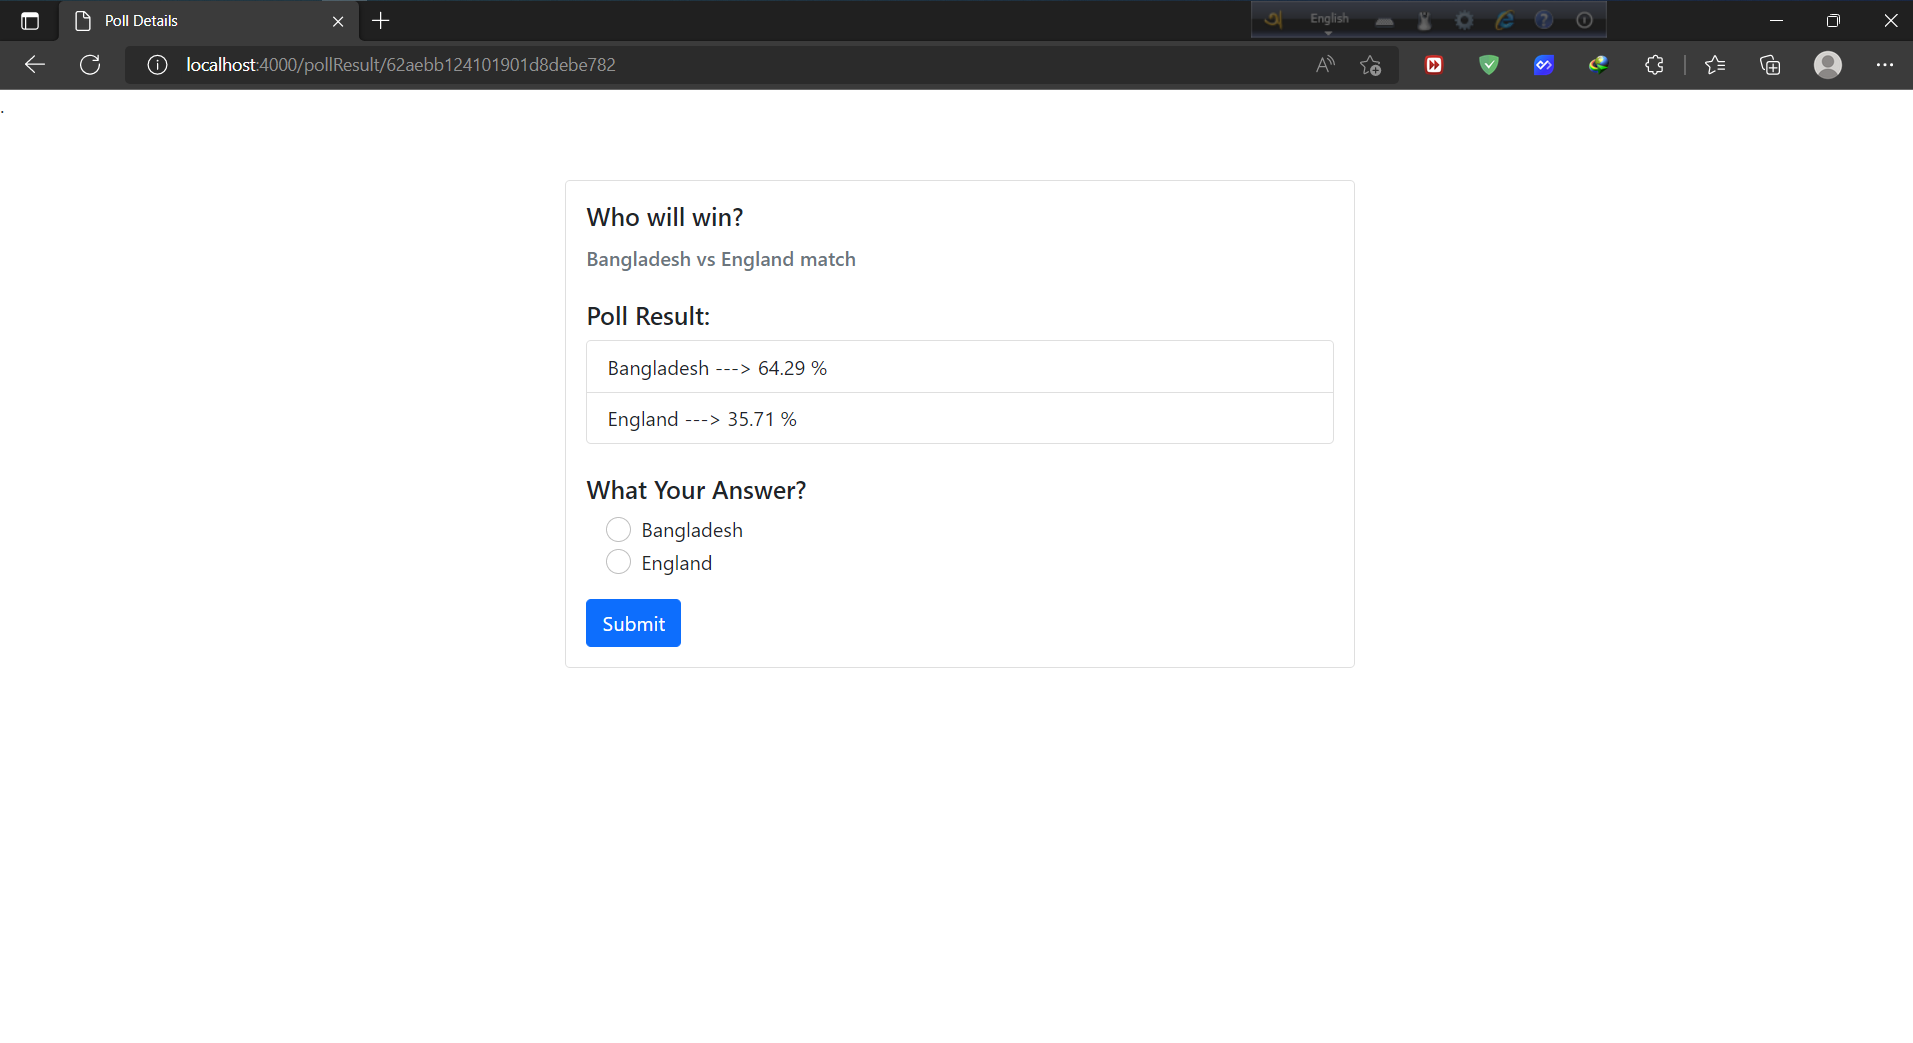 Poll Details
অ English
localhost:4000/pollResult/62aebb124101901d8debe782
.
Who will win?
Bangladesh vs England match
Poll Result:
Bangladesh ---> 64.29 %
England ---> 35.71 %
What Your Answer?
Bangladesh
England
Submit